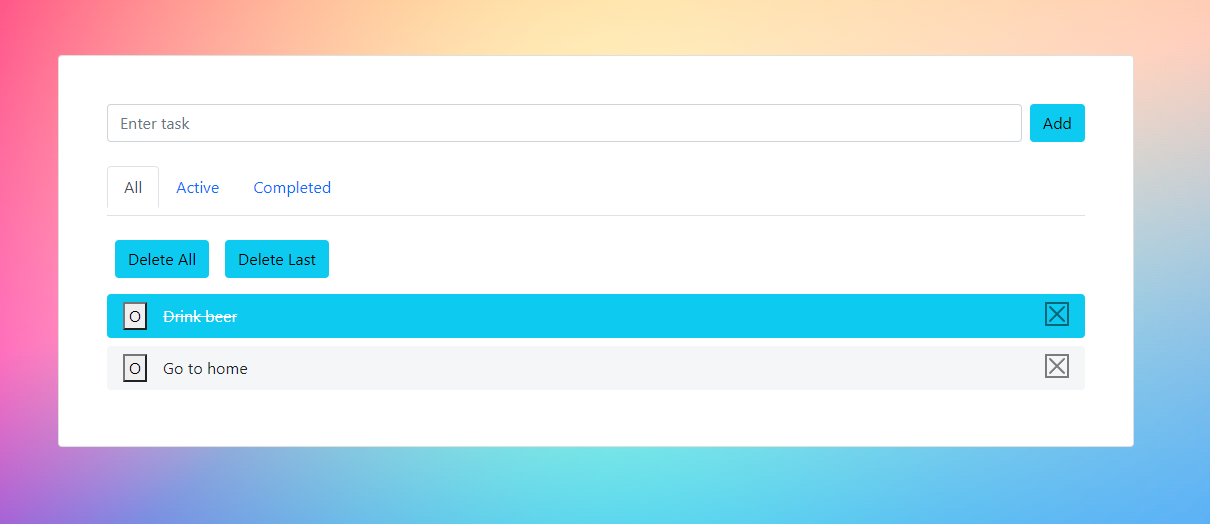 Enter task Add
All Active Completed
Delete All Delete Last
O Drink beer
O Go to home